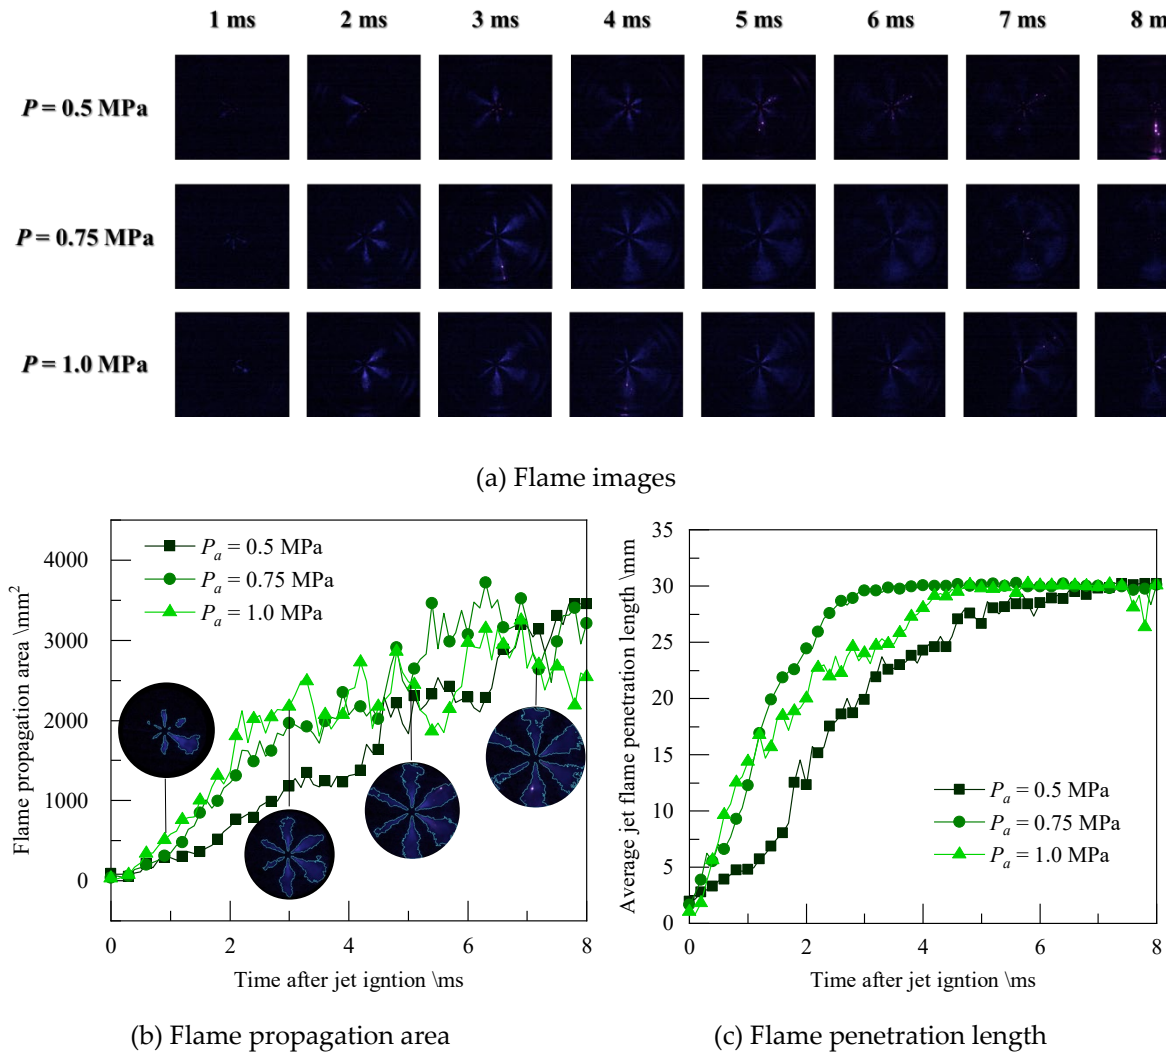 1 ms 2 ms 3 ms 4 ms 5 ms 6 ms 7 ms 8 m
P = 0.5 MPa
P = 0.75 MPa
P = 1.0 MPa
(a) Flame images
Flame propagation area \mm2
4000
3000
2000
1000
0
Pa = 0.5 MPa
Pa = 0.75 MPa
Pa = 1.0 MPa
0 2 4 6 8
Time after jet igntion \ms
(b) Flame propagation area
Average jet flame penetration length \mm
35
30
25
20
15
10
5
0
Pa = 0.5 MPa
Pa = 0.75 MPa
Pa = 1.0 MPa
0 2 4 6 8
Time after jet igntion \ms
(c) Flame penetration length